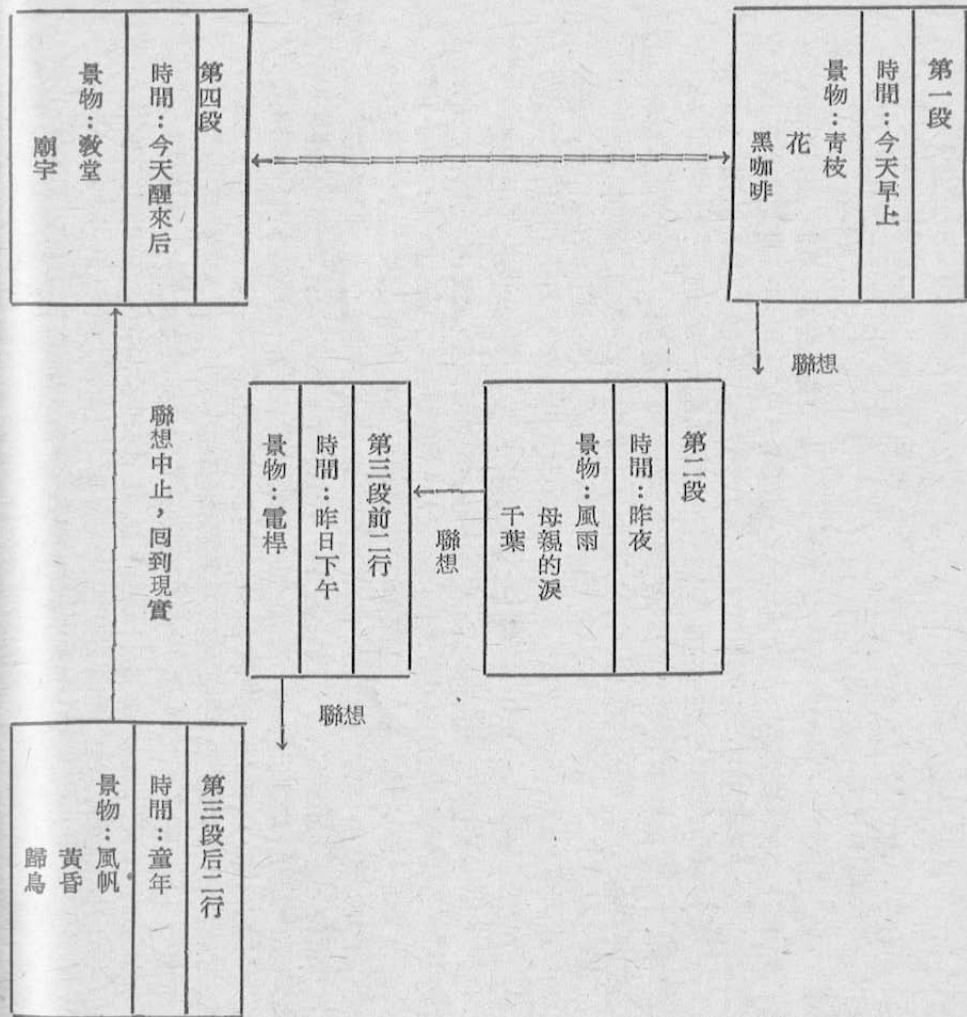 第一段
時間：今天早上
景物：靑枝
花
黑咖啡
聯想
第二段
時間：昨夜
景物：風雨
母親的淚
千葉
聯想
第三段前二行
時間：昨日下午
景物：電桿
聯想
第三段后二行
時間：童年
景物：風帆
黃昏
歸鳥
聯想中止，囘到現實
第四段
時間：今天醒來后
景物：教堂
廟宇